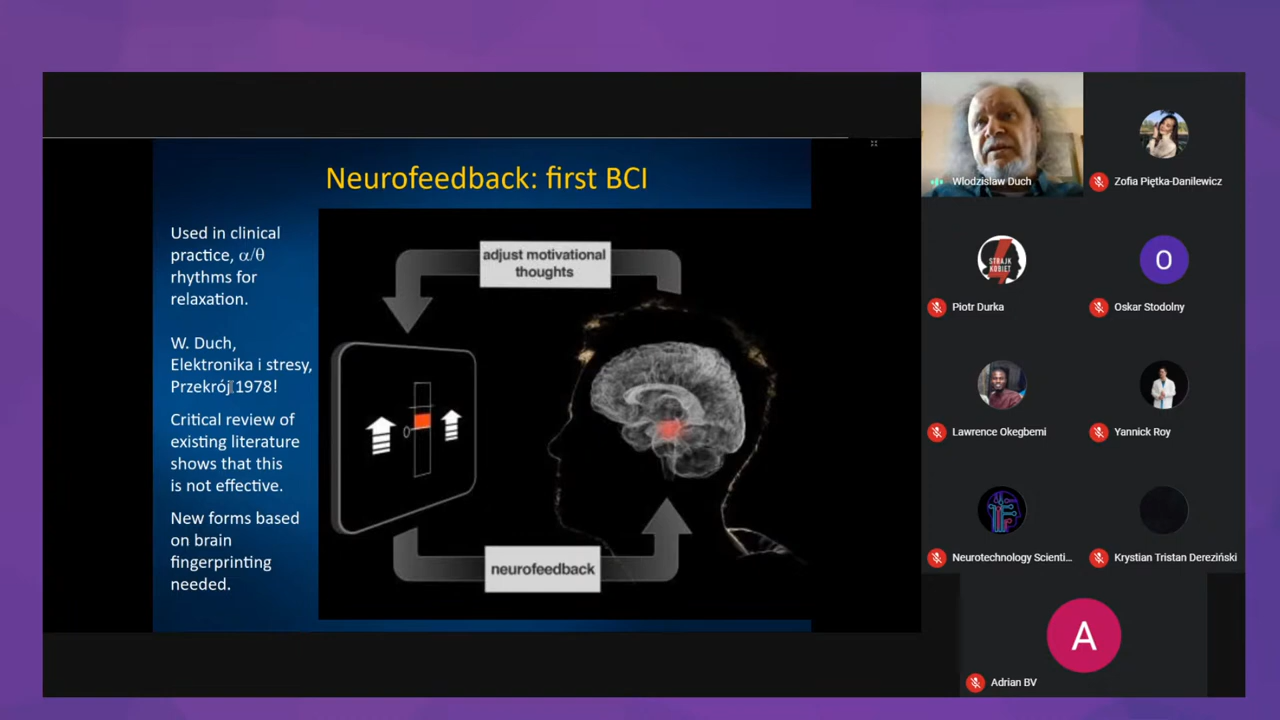 Neurofeedback: first BCI
Used in clinical
practice, α/θ
rhythms for
relaxation.
W. Duch,
Elektronika i stresy,
Przekrój 1978!
Critical review of
existing literature
shows that this
is not effective.
New forms based
on brain
fingerprinting
needed.
adjust motivational
thoughts
0
neurofeedback
Wlodzisław Duch
Zofia Piętka-Danilewicz
STRAJK
KOBIET
Piotr Durka
O
Oskar Stodolny
Lawrence Okegbemi
Yannick Roy
Neurotechnology Scienti...
Krystian Tristan Dereziński
A
Adrian BV